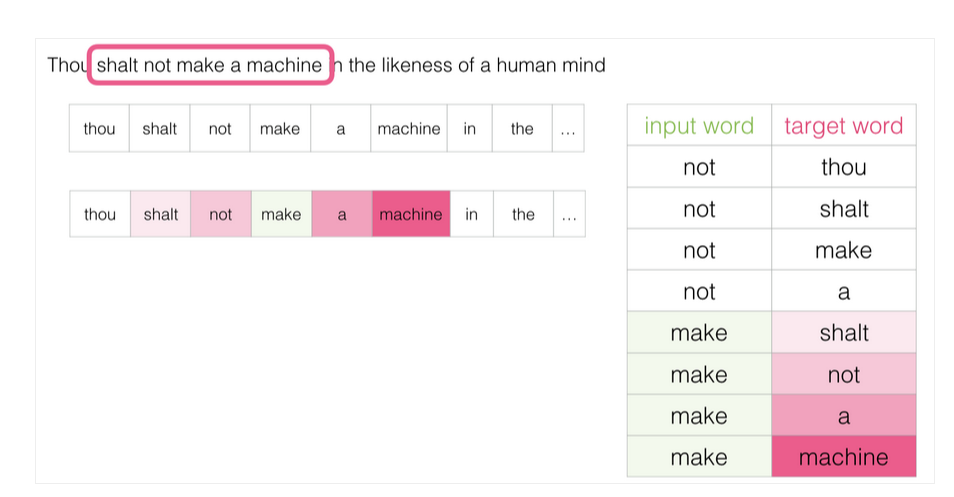 Thou shalt not make a machine in the likeness of a human mind
thou shalt not make a machine in the ...
thou shalt not make a machine in the ...
input word target word
not thou
not shalt
not make
not a
make shalt
make not
make a
make machine